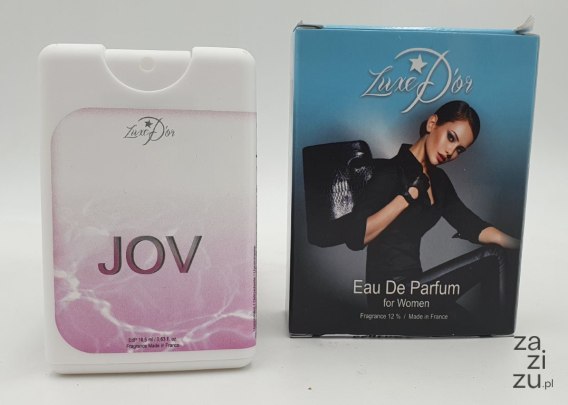 Luxe D'or
JOV
EdP 18,5 ml / 0.63 fl. oz.
Fragrance Made in France
Luxe D'or
Eau De Parfum
for Women
Fragrance 12 % / Made in France
za
zi
zu.pl